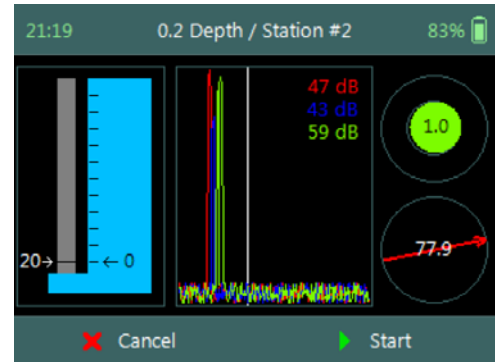 21:19 0.2 Depth / Station #2 83%
47 dB
43 dB
59 dB
1.0
20→ ← 0
77.9
Cancel Start